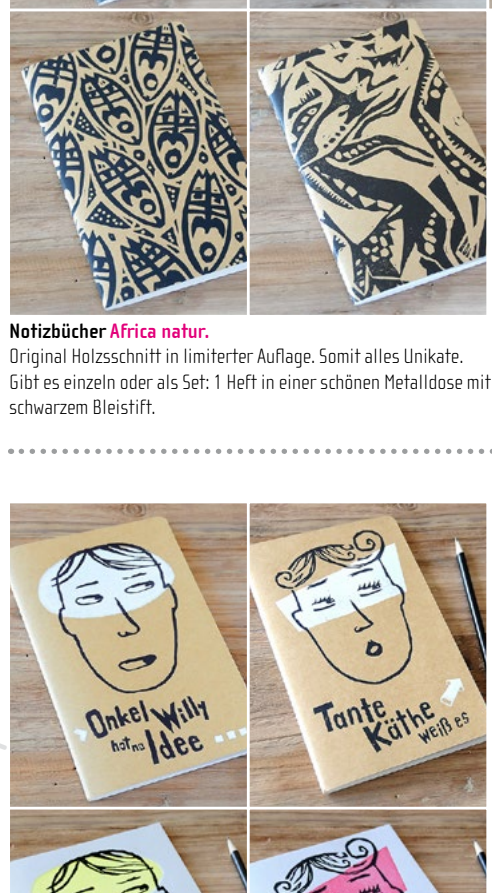 Notizbücher Africa natur.
Original Holzsschnitt in limiterter Auflage. Somit alles Unikate.
Gibt es einzeln oder als Set: 1 Heft in einer schönen Metalldose mit
schwarzem Bleistift.
Onkel Willy
hat na Idee
Tante
Käthe
weiß es